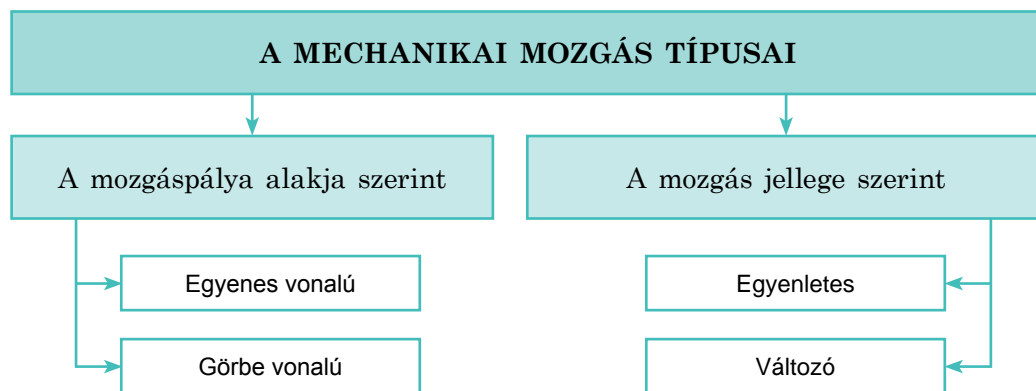 A MECHANIKAI MOZGÁS TÍPUSAI
A mozgáspálya alakja szerint
A mozgás jellege szerint
Egyenes vonalú
Egyenletes
Görbe vonalú
Változó